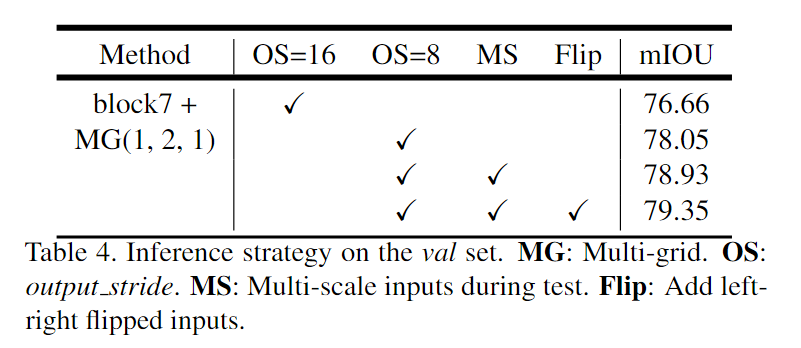 Method OS=16 OS=8 MS Flip mIOU
block7 + ✓ 76.66
MG(1, 2, 1) ✓ 78.05
✓ ✓ 78.93
✓ ✓ ✓ 79.35
Table 4. Inference strategy on the val set. MG: Multi-grid. OS:
output_stride. MS: Multi-scale inputs during test. Flip: Add left-
right flipped inputs.